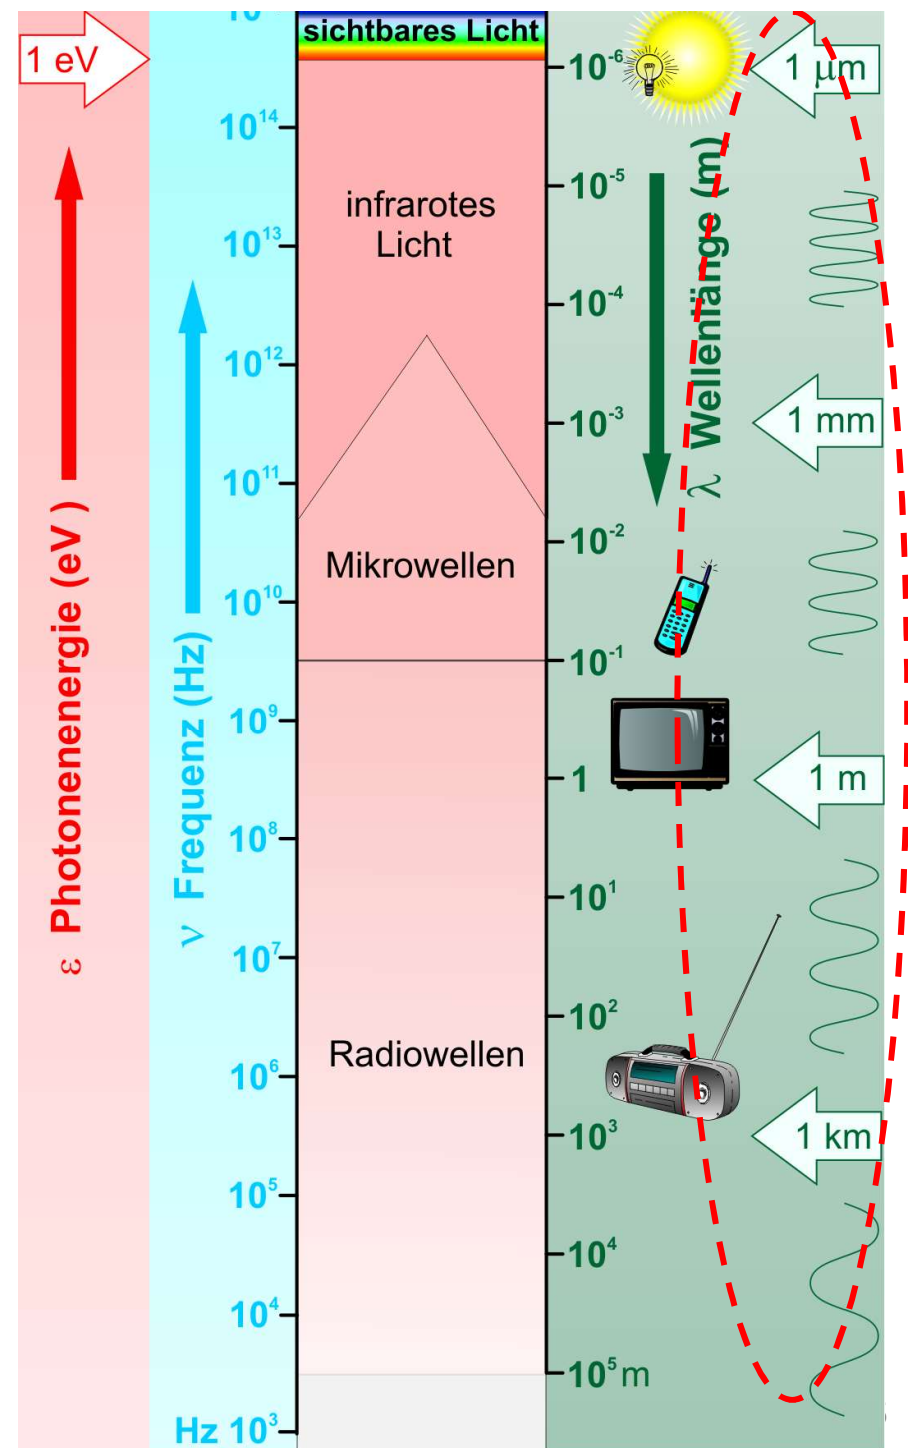 10
sichtbares Licht
1 eV
10⁻⁶
1 μm
10¹⁴
10⁻⁵
infrarotes
Licht
10¹³
10⁻⁴
10¹²
λ Wellenlänge (m)
10⁻³
1 mm
10¹¹
10⁻²
Mikrowellen
10¹⁰
10⁻¹
ε Photonenenergie (eV )
ν Frequenz (Hz)
10⁹
1
1 m
10⁸
10¹
10⁷
10²
Radiowellen
10⁶
10³
1 km
10⁵
10⁴
10⁴
10⁵ m
Hz 10³